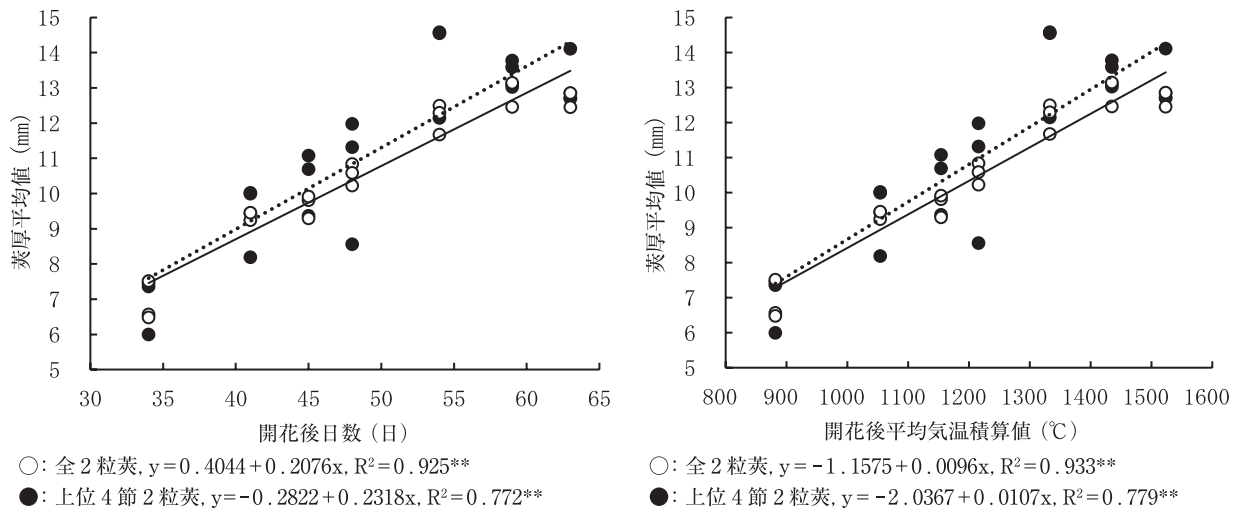 15
14
13
12
11
10
9
8
7
6
5
莢厚平均値（㎜）
30 35 40 45 50 55 60 65
開花後日数（日）
○：全２粒莢, y＝0.4044＋0.2076x, R²＝0.925**
●：上位４節２粒莢, y＝−0.2822＋0.2318x, R²＝0.772**
15
14
13
12
11
10
9
8
7
6
5
莢厚平均値（㎜）
800 900 1000 1100 1200 1300 1400 1500 1600
開花後平均気温積算値（℃）
○：全２粒莢, y＝−1.1575＋0.0096x, R²＝0.933**
●：上位４節２粒莢, y＝−2.0367＋0.0107x, R²＝0.779**